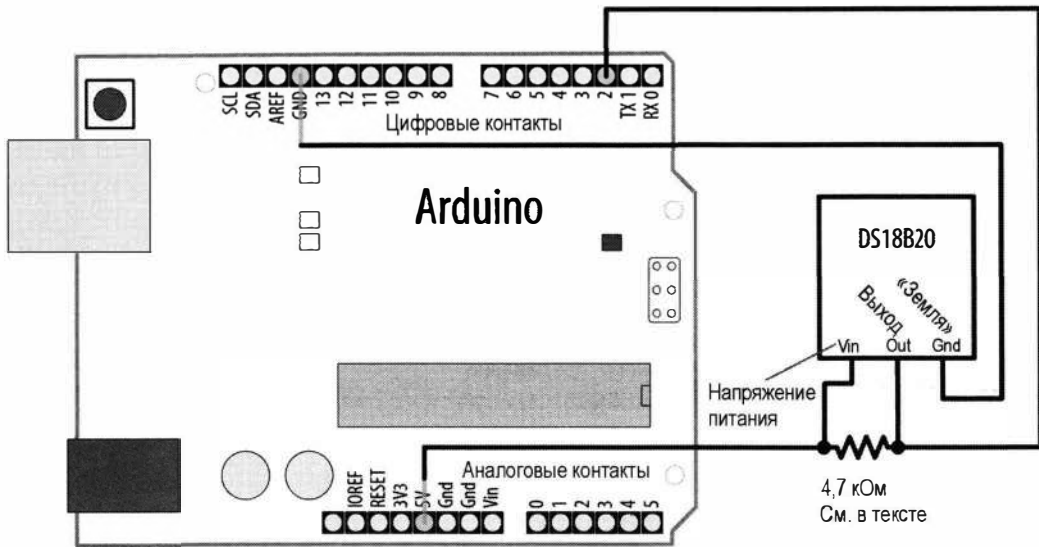 SCL
SDA
AREF
GND
13
12
11
10
9
8
7
6
5
4
3
2
TX 1
RX 0
Цифровые контакты
Arduino
DS18B20
Выход
«Земля»
Vin
Out
Gnd
Напряжение
питания
4,7 кОм
См. в тексте
Аналоговые контакты
IOREF
RESET
3V3
5V
Gnd
Gnd
Vin
0
1
2
3
4
5